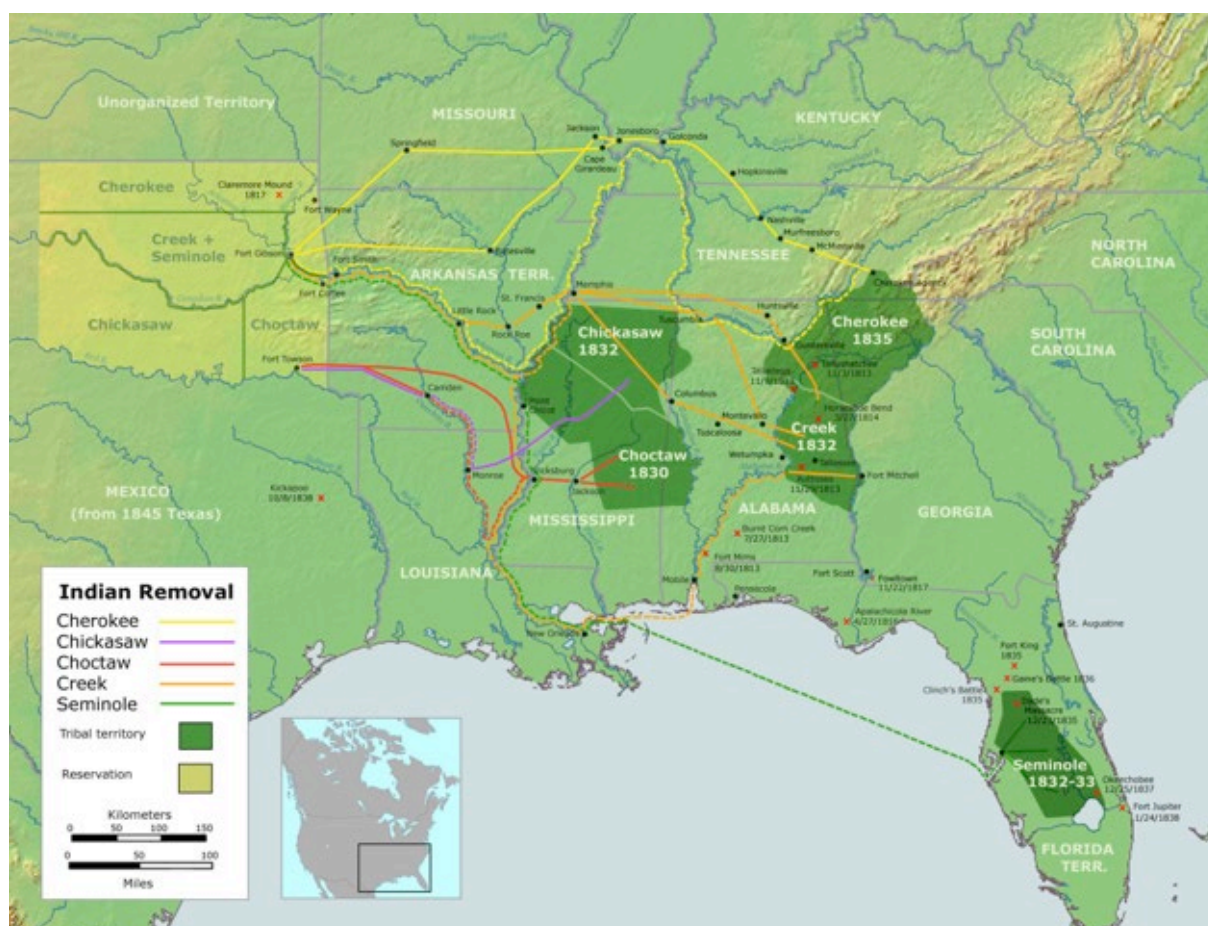 Unorganized Territory
MISSOURI
KENTUCKY
Jackson
Jonesboro
Golconda
Springfield
Cape
Girardeau
Hopkinsville
Cherokee
Claremore Mound
1817
Fort Wayne
Nashville
Murfreesboro
McMinnville
Creek +
Seminole
Fort Gibson
Fort Smith
Fort Coffee
ARKANSAS TERR.
TENNESSEE
NORTH
CAROLINA
Memphis
St. Francis
Little Rock
Rock Roe
Huntsville
Tuscumbia
Chickasaw
Choctaw
Chickasaw
1832
Cherokee
1835
SOUTH
CAROLINA
Fort Towson
Camden
Columbus
Montevallo
Tuscaloosa
Creek
1832
Wetumpka
Choctaw
1830
Monroe
Vicksburg
Jackson
Fort Mitchell
MEXICO
(from 1845 Texas)
Kickapoo
10/8/1838
MISSISSIPPI
ALABAMA
GEORGIA
Burnt Corn Creek
7/27/1813
Fort Mims
8/30/1813
LOUISIANA
Mobile
Pensacola
Fort Scott
Fowltown
11/22/1817
Apalachicola River
New Orleans
St. Augustine
Fort King
1835
Gaine's Battle 1836
Clinch's Battle
1835
Dade's
Massacre
Seminole
1832-33
Okeechobee
12/25/1837
Fort Jupiter
1/24/1838
FLORIDA
TERR.
Indian Removal
Cherokee
Chickasaw
Choctaw
Creek
Seminole
Tribal territory
Reservation
Kilometers
0 50 100 150
0 50 100
Miles